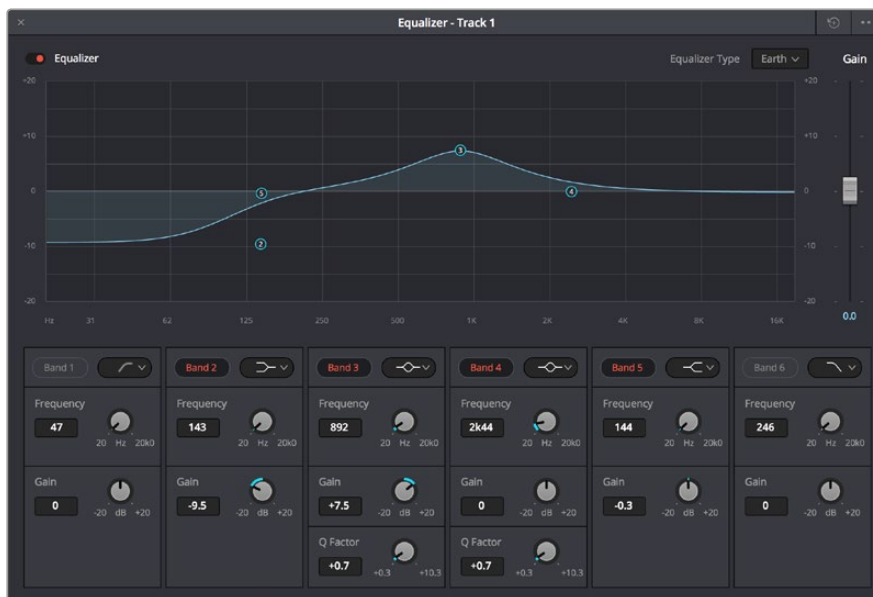 Equalizer - Track 1
Equalizer
Equalizer Type
Earth
Gain
+20 +20
+10 +10
0 0
-10 -10
-20 -20
5
3
4
2
Hz 31 62 125 250 500 1K 2K 4K 8K 16K
0.0
Band 1 Band 2 Band 3 Band 4 Band 5 Band 6
Frequency Frequency Frequency Frequency Frequency Frequency
47 143 892 2k44 144 246
20 Hz 20k0 20 Hz 20k0 20 Hz 20k0 20 Hz 20k0 20 Hz 20k0 20 Hz 20k0
Gain Gain Gain Gain Gain Gain
0 -9.5 +7.5 0 -0.3 0
-20 dB +20 -20 dB +20 -20 dB +20 -20 dB +20 -20 dB +20 -20 dB +20
Q Factor Q Factor
+0.7 +0.7
+0.3 +10.3 +0.3 +10.3